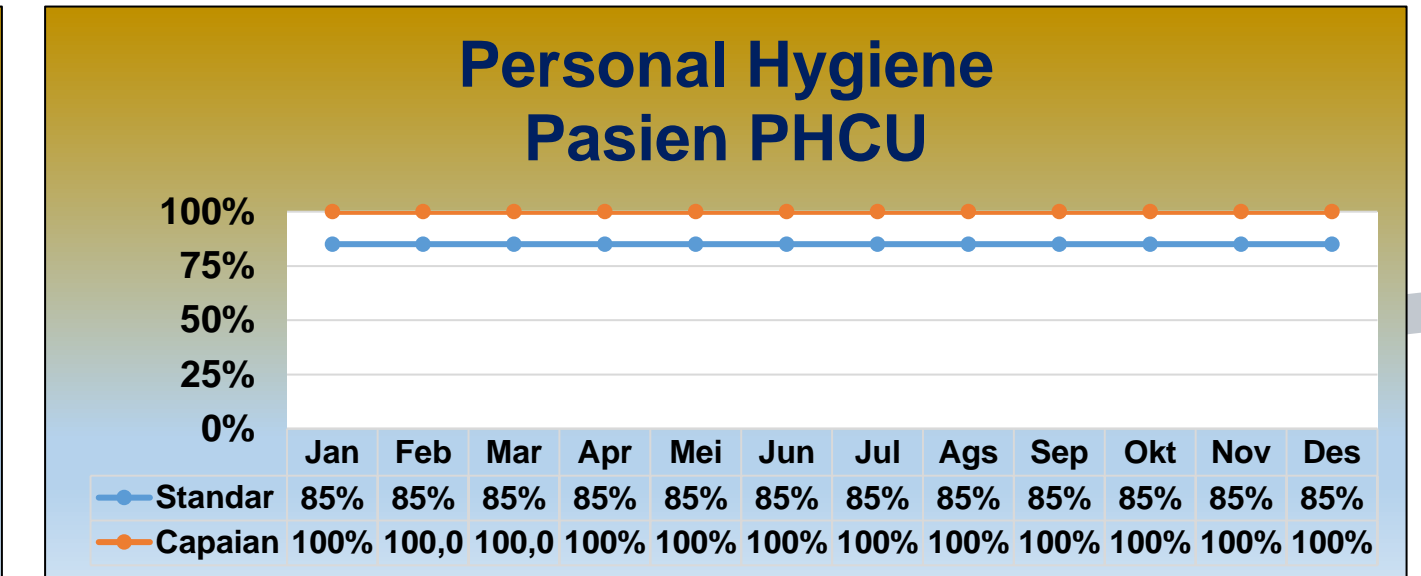 Personal Hygiene
Pasien PHCU
100%
75%
50%
25%
0%
Jan Feb Mar Apr Mei Jun Jul Ags Sep Okt Nov Des
Standar 85% 85% 85% 85% 85% 85% 85% 85% 85% 85% 85% 85%
Capaian 100% 100,0 100,0 100% 100% 100% 100% 100% 100% 100% 100% 100%